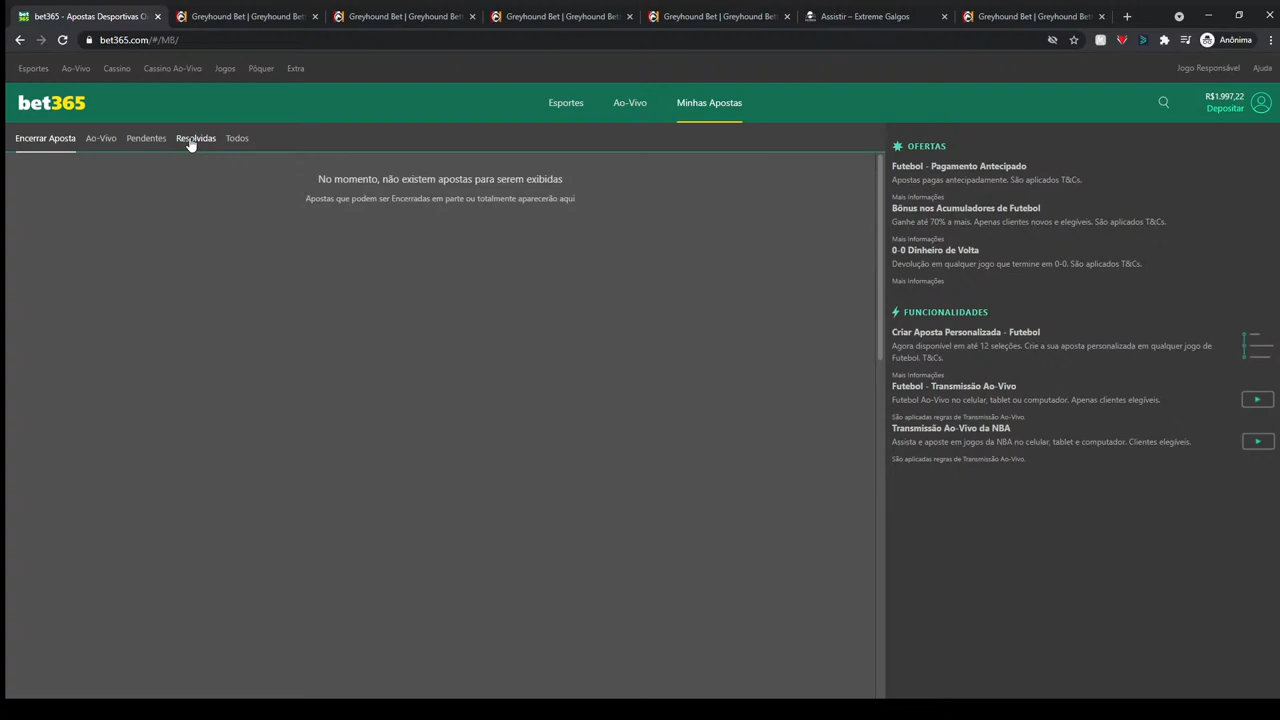 bet365 - Apostas Desportivas O
Greyhound Bet | Greyhound Bet
Greyhound Bet | Greyhound Bet
Greyhound Bet | Greyhound Bet
Greyhound Bet | Greyhound Bet
Assistir – Extreme Galgos
Greyhound Bet | Greyhound Bet
bet365.com/#/MB/
Anônima
Esportes
Ao-Vivo
Cassino
Cassino Ao-Vivo
Jogos
Pôquer
Extra
Jogo Responsável
Ajuda
bet365
Esportes
Ao-Vivo
Minhas Apostas
R$1.997,22
Depositar
Encerrar Aposta
Ao-Vivo
Pendentes
Resolvidas
Todos
No momento, não existem apostas para serem exibidas
Apostas que podem ser Encerradas em parte ou totalmente aparecerão aqui
OFERTAS
Futebol - Pagamento Antecipado
Apostas pagas antecipadamente. São aplicados T&Cs.
Mais Informações
Bônus nos Acumuladores de Futebol
Ganhe até 70% a mais. Apenas clientes novos e elegíveis. São aplicados T&Cs.
Mais Informações
0-0 Dinheiro de Volta
Devolução em qualquer jogo que termine em 0-0. São aplicados T&Cs.
Mais Informações
FUNCIONALIDADES
Criar Aposta Personalizada - Futebol
Agora disponível em até 12 seleções. Crie a sua aposta personalizada em qualquer jogo de
Futebol. T&Cs.
Mais Informações
Futebol - Transmissão Ao-Vivo
Futebol Ao-Vivo no celular, tablet ou computador. Apenas clientes elegíveis.
São aplicadas regras de Transmissão Ao-Vivo.
Transmissão Ao-Vivo da NBA
Assista e aposte em jogos da NBA no celular, tablet e computador. Clientes elegíveis.
São aplicadas regras de Transmissão Ao-Vivo.